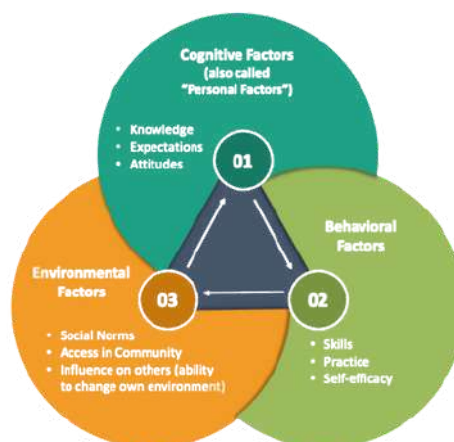 Cognitive Factors
(also called
"Personal Factors")
• Knowledge
• Expectations
• Attitudes
01
Behavioral
Factors
02
• Skills
• Practice
• Self-efficacy
Environmental
Factors
03
• Social Norms
• Access in Community
• Influence on others (ability
to change own environment)